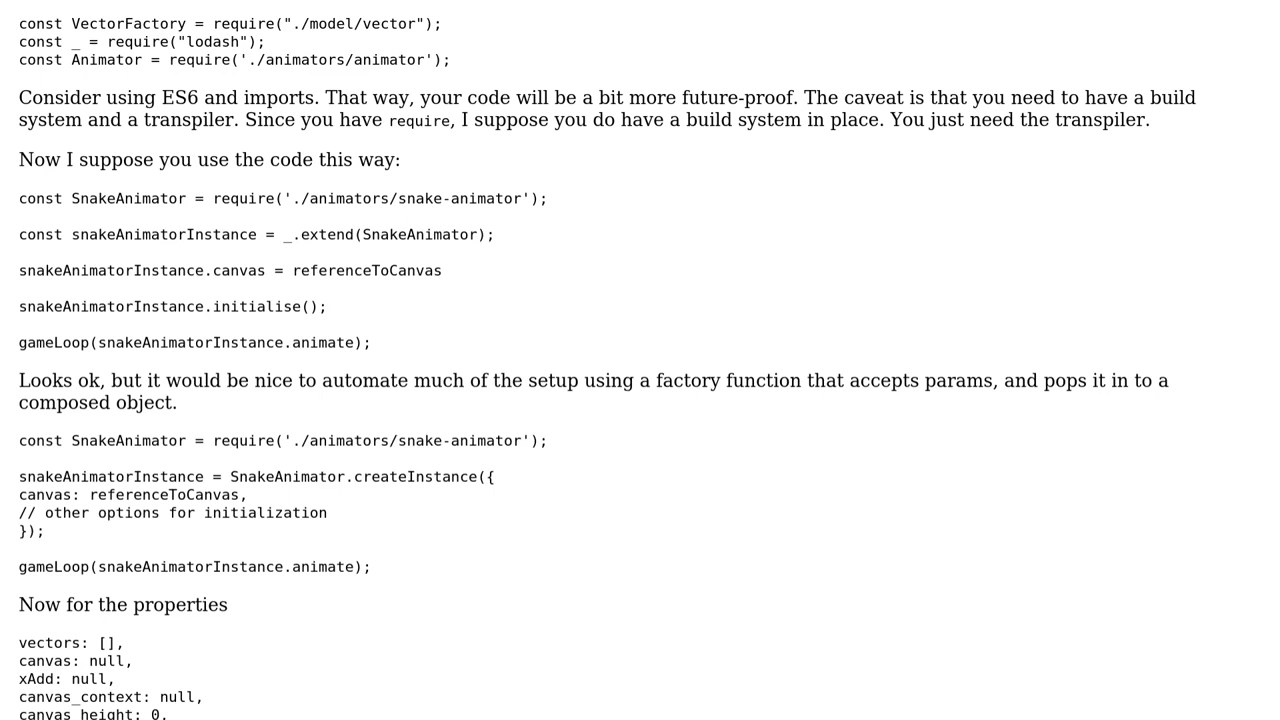 const VectorFactory = require("./model/vector");
const _ = require("lodash");
const Animator = require('./animators/animator');
Consider using ES6 and imports. That way, your code will be a bit more future-proof. The caveat is that you need to have a build
system and a transpiler. Since you have require, I suppose you do have a build system in place. You just need the transpiler.
Now I suppose you use the code this way:
const SnakeAnimator = require('./animators/snake-animator');
const snakeAnimatorInstance = _.extend(SnakeAnimator);
snakeAnimatorInstance.canvas = referenceToCanvas
snakeAnimatorInstance.initialise();
gameLoop(snakeAnimatorInstance.animate);
Looks ok, but it would be nice to automate much of the setup using a factory function that accepts params, and pops it in to a
composed object.
const SnakeAnimator = require('./animators/snake-animator');
snakeAnimatorInstance = SnakeAnimator.createInstance({
canvas: referenceToCanvas,
// other options for initialization
});
gameLoop(snakeAnimatorInstance.animate);
Now for the properties
vectors: [],
canvas: null,
xAdd: null,
canvas_context: null,
canvas_height: 0,